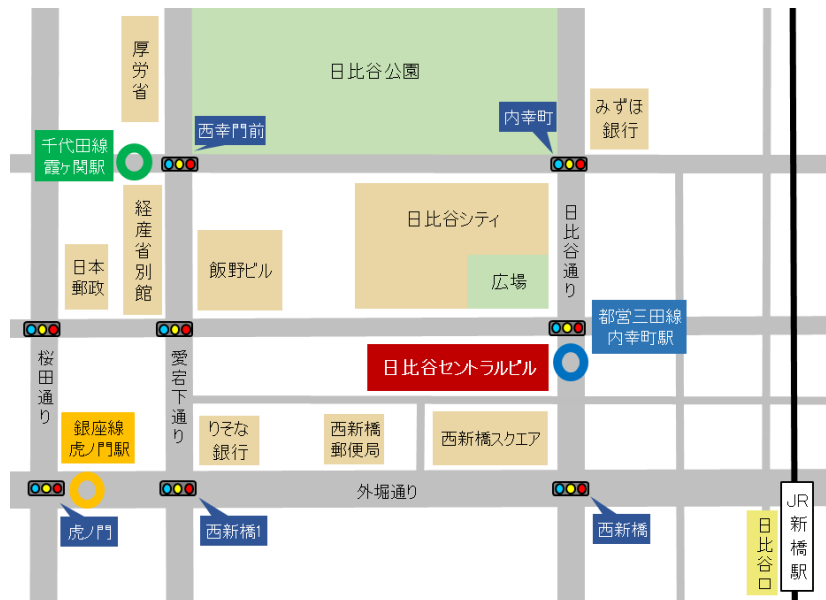 厚労省
日比谷公園
みずほ
銀行
西幸門前
内幸町
千代田線
霞ヶ関駅
経産省別館
日比谷シティ
日比谷通り
飯野ビル
日本
郵政
広場
都営三田線
内幸町駅
桜田通り
愛宕下通り
日比谷セントラルビル
銀座線
虎ノ門駅
りそな
銀行
西新橋
郵便局
西新橋スクエア
外堀通り
虎ノ門
西新橋1
西新橋
日比谷口
JR
新橋駅